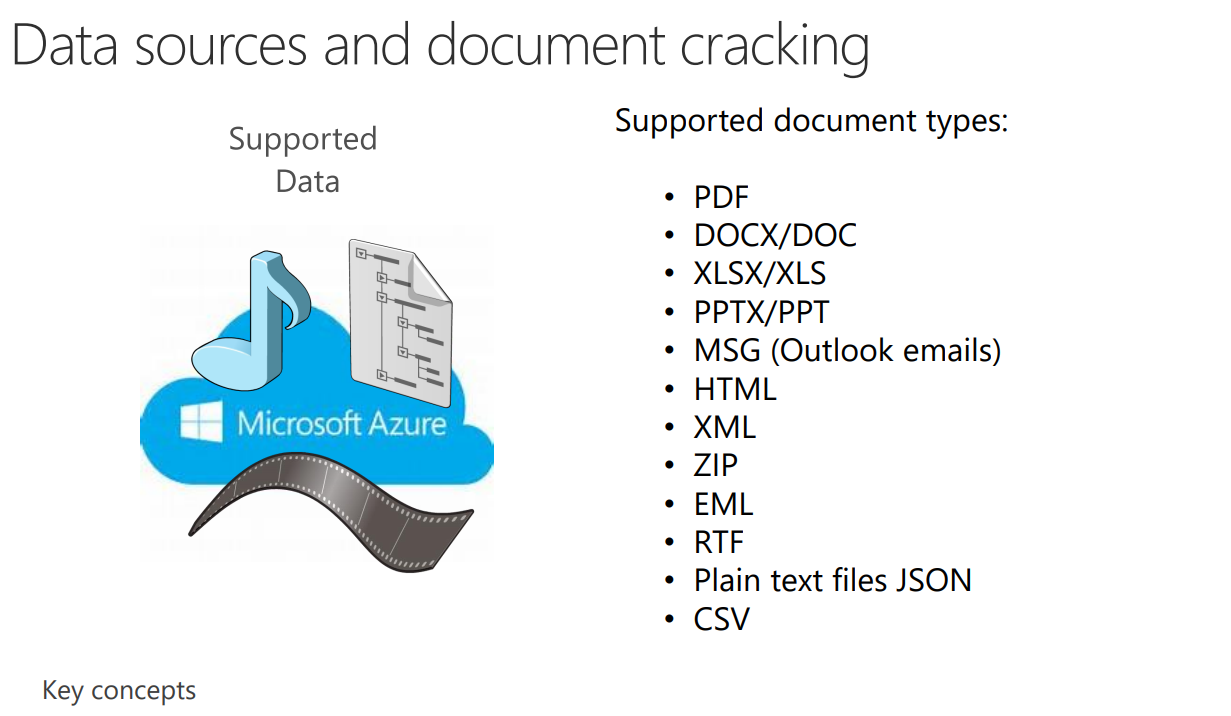 Data sources and document cracking
Supported
Data
Microsoft Azure
Supported document types:
• PDF
• DOCX/DOC
• XLSX/XLS
• PPTX/PPT
• MSG (Outlook emails)
• HTML
• XML
• ZIP
• EML
• RTF
• Plain text files JSON
• CSV
Key concepts